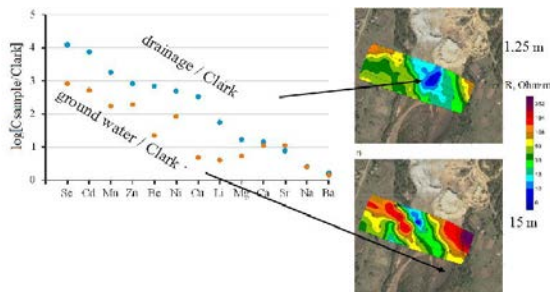 log[Csample/Clark]
5
4
3
2
1
0
drainage / Clark
ground water / Clark
Se Cd Mn Zn Be Ni Cu Li Mg Ca Sr Na Ba
1.25 m
R, Ohm·m
15 m